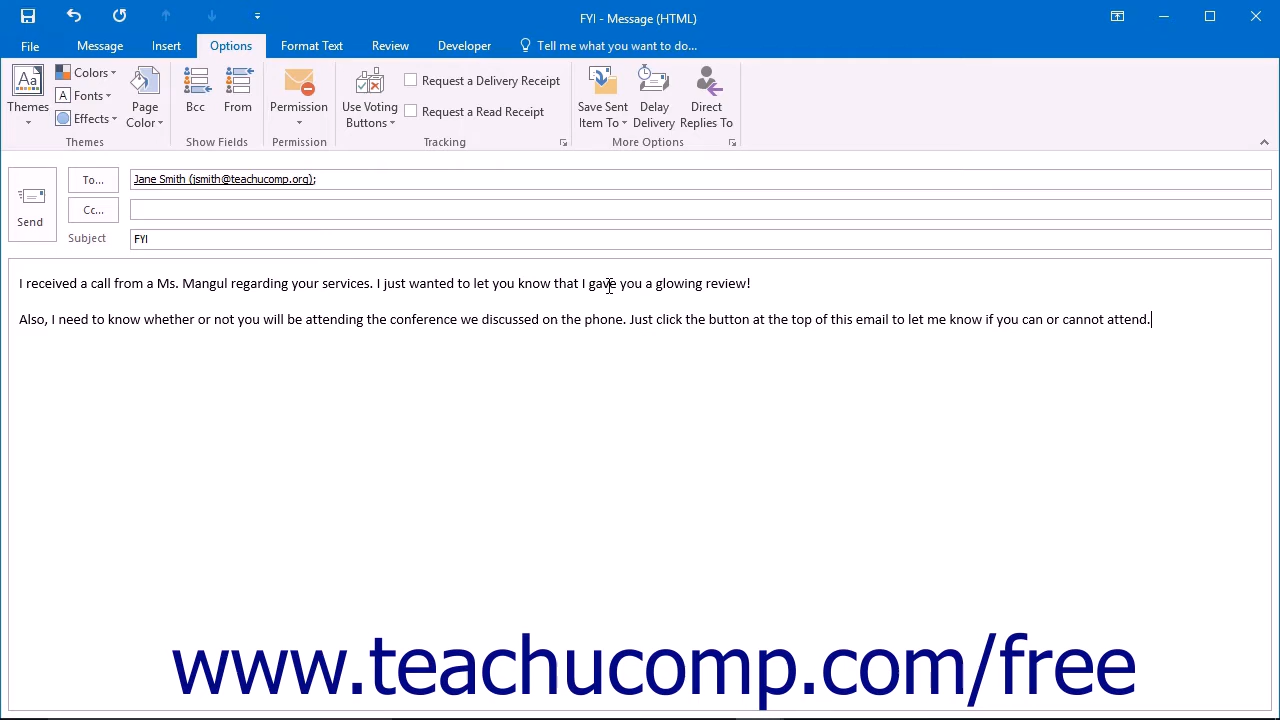 FYI - Message (HTML)
File Message Insert Options Format Text Review Developer Tell me what you want to do...
Aa
Themes
Colors
Fonts
Effects
Page
Color
Themes
Bcc
From
Show Fields
Permission
Permission
Use Voting
Buttons
Request a Delivery Receipt
Request a Read Receipt
Tracking
Save Sent
Item To
Delay
Delivery
Direct
Replies To
More Options
Send
To... Jane Smith (jsmith@teachucomp.org);
Cc...
Subject FYI
I received a call from a Ms. Mangul regarding your services. I just wanted to let you know that I gave you a glowing review!
Also, I need to know whether or not you will be attending the conference we discussed on the phone. Just click the button at the top of this email to let me know if you can or cannot attend.
www.teachucomp.com/free